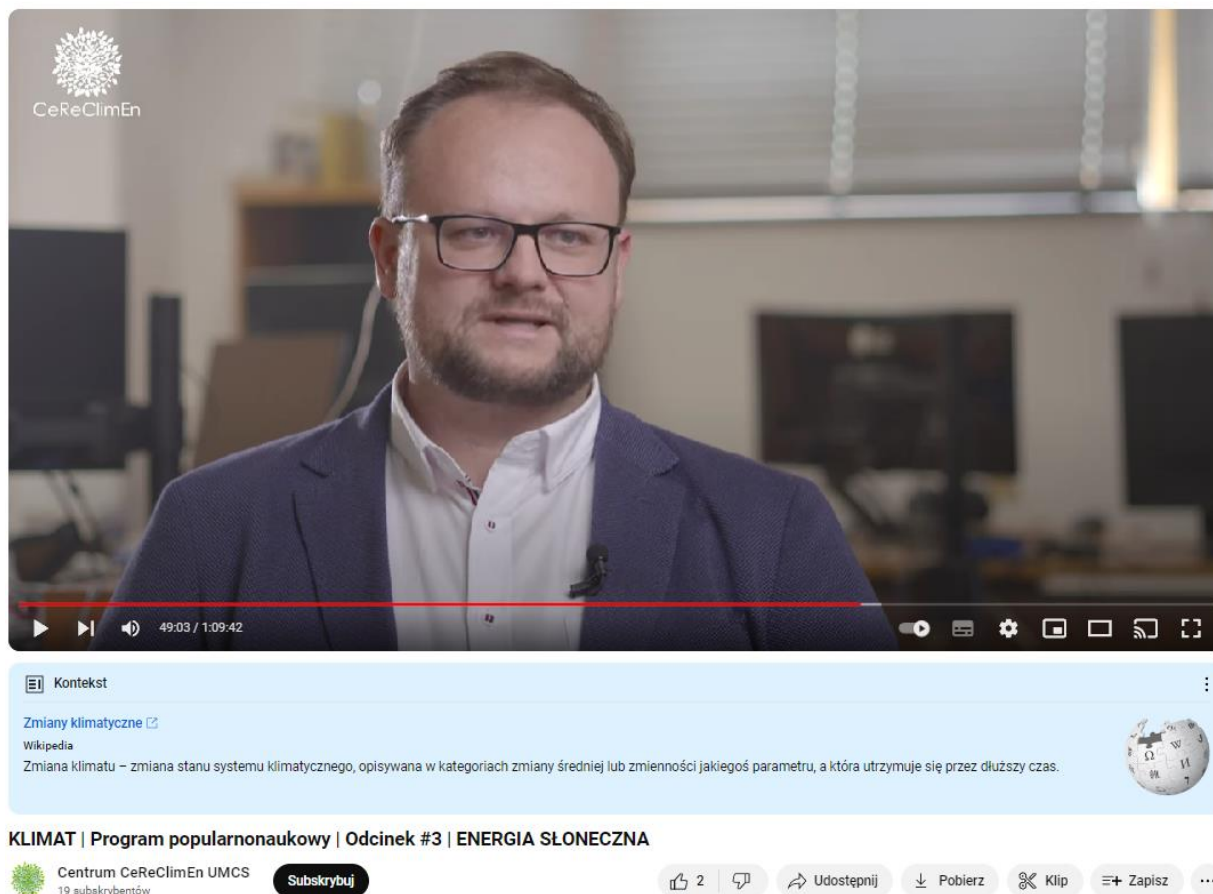 CeReClimEn
49:03 / 1:09:42
Kontekst
Zmiany klimatyczne
Wikipedia
Zmiana klimatu – zmiana stanu systemu klimatycznego, opisywana w kategoriach zmiany średniej lub zmienności jakiegoś parametru, a która utrzymuje się przez dłuższy czas.
KLIMAT | Program popularnonaukowy | Odcinek #3 | ENERGIA SŁONECZNA
Centrum CeReClimEn UMCS
19 subskrybentów
Subskrybuj
2
Udostępnij
Pobierz
Klip
Zapisz